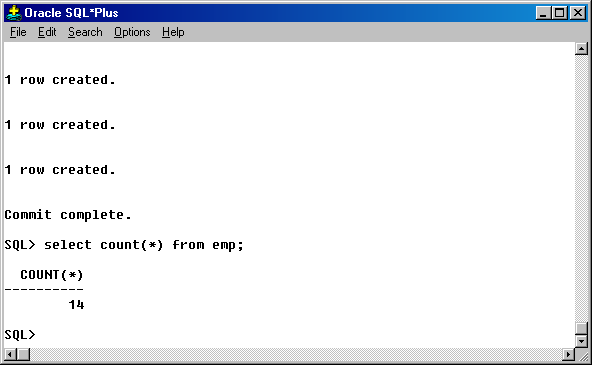 Oracle SQL*Plus
File Edit Search Options Help
1 row created.
1 row created.
1 row created.
Commit complete.
SQL> select count(*) from emp;
COUNT(*)
----------
14
SQL>